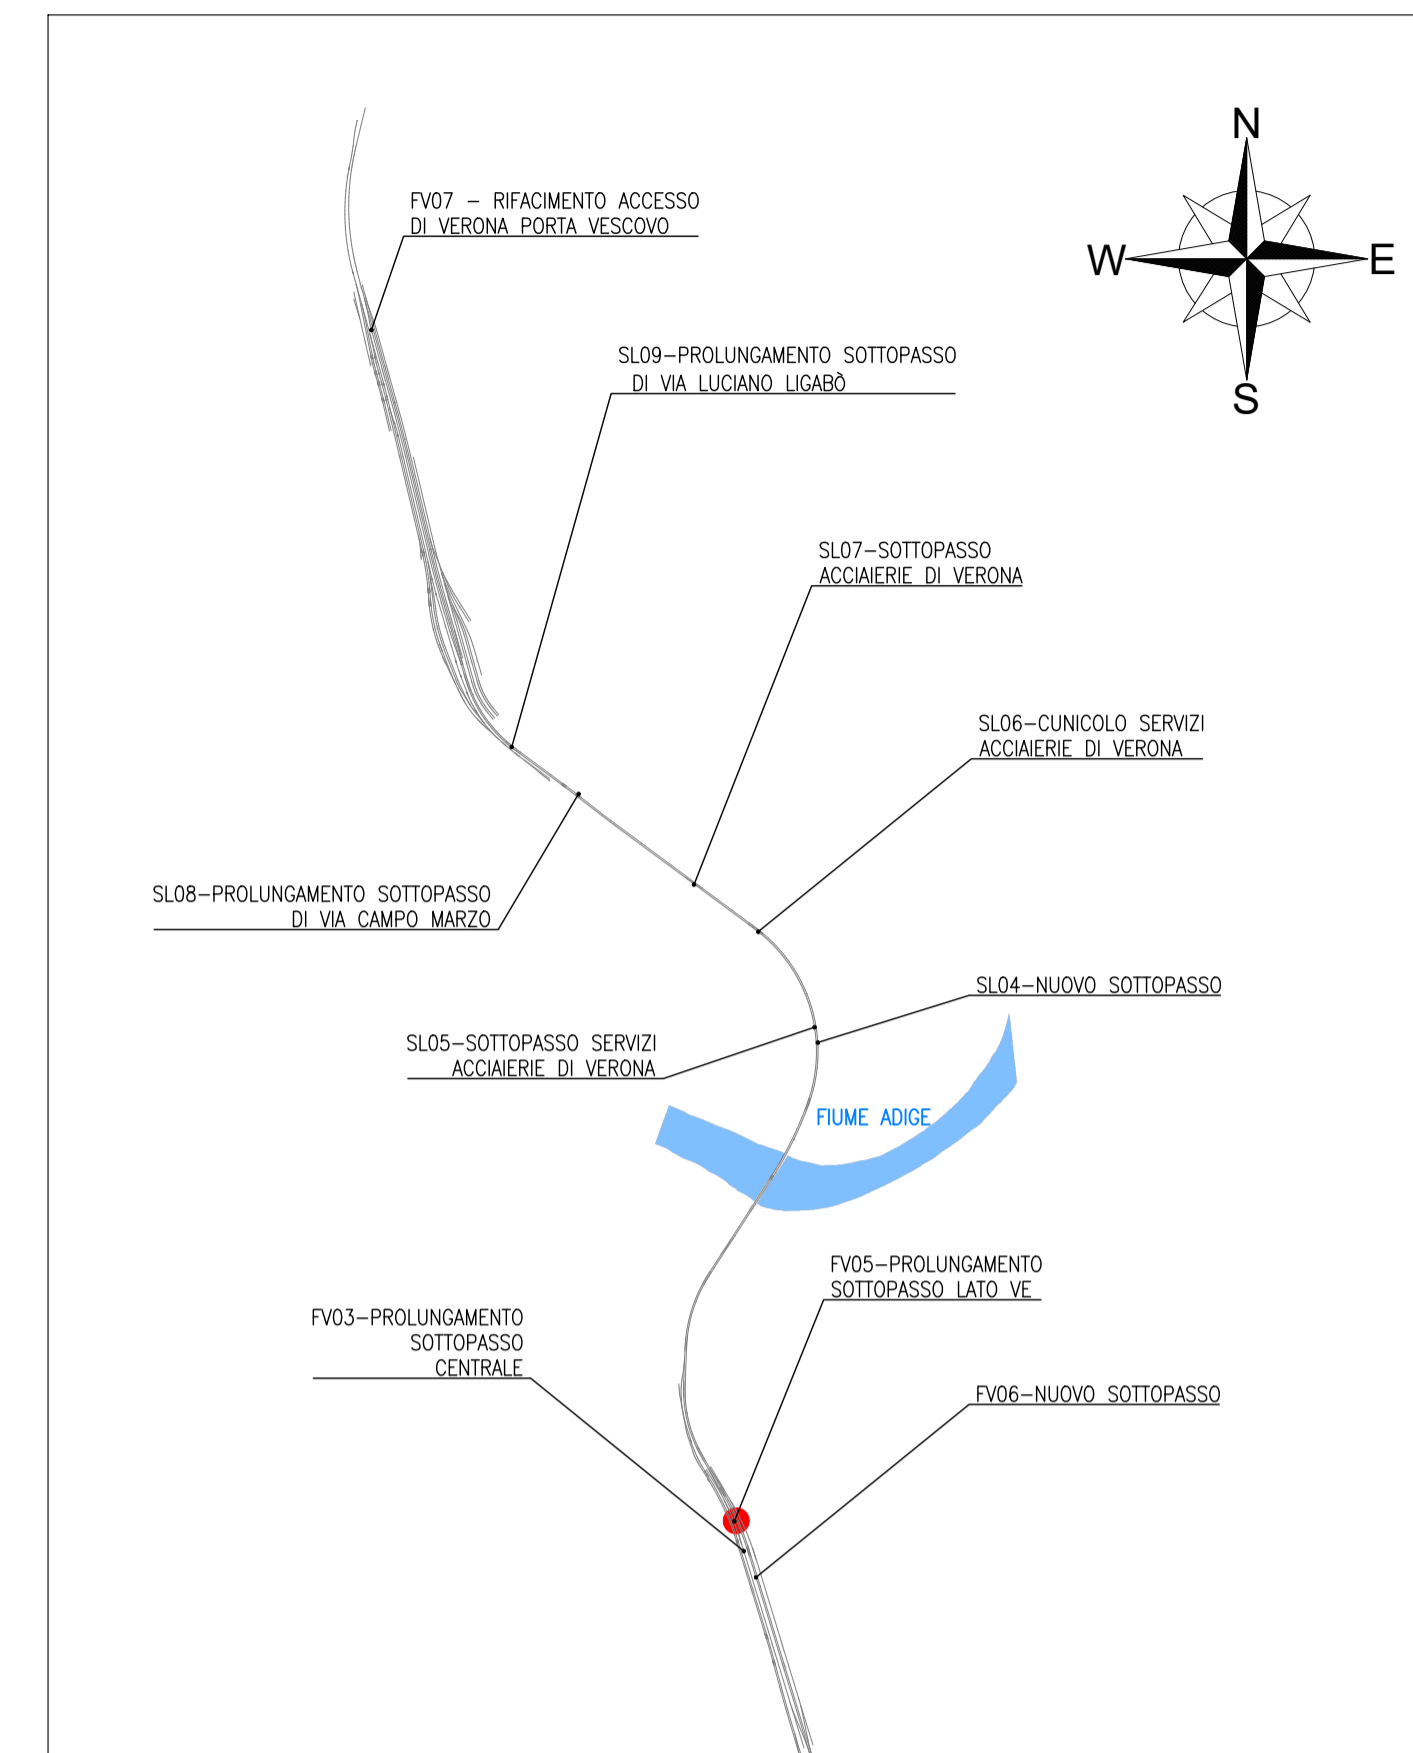 N
W
E
S
FV07 - RIFACIMENTO ACCESSO
DI VERONA PORTA VESCOVO
SL09-PROLUNGAMENTO SOTTOPASSO
DI VIA LUCIANO LIGABÒ
SL07-SOTTOPASSO
ACCIAIERIE DI VERONA
SL06-CUNICOLO SERVIZI
ACCIAIERIE DI VERONA
SL08-PROLUNGAMENTO SOTTOPASSO
DI VIA CAMPO MARZO
SL04-NUOVO SOTTOPASSO
SL05-SOTTOPASSO SERVIZI
ACCIAIERIE DI VERONA
FIUME ADIGE
FV05-PROLUNGAMENTO
SOTTOPASSO LATO VE
FV03-PROLUNGAMENTO
SOTTOPASSO
CENTRALE
FV06-NUOVO SOTTOPASSO